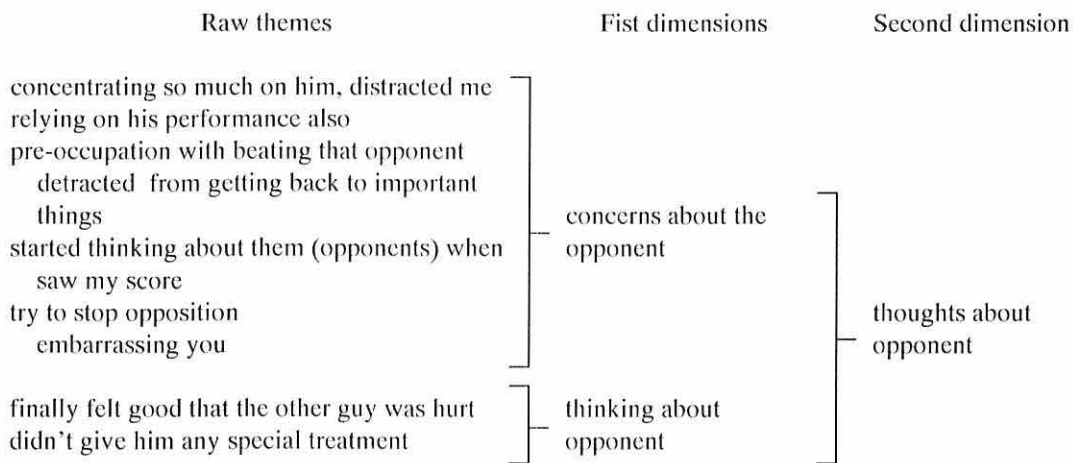 Raw themes Fist dimensions Second dimension
concentrating so much on him, distracted me
relying on his performance also
pre-occupation with beating that opponent
detracted from getting back to important
things
started thinking about them (opponents) when
saw my score
try to stop opposition
embarrassing you
concerns about the
opponent
finally felt good that the other guy was hurt
didn't give him any special treatment
thinking about
opponent
thoughts about
opponent